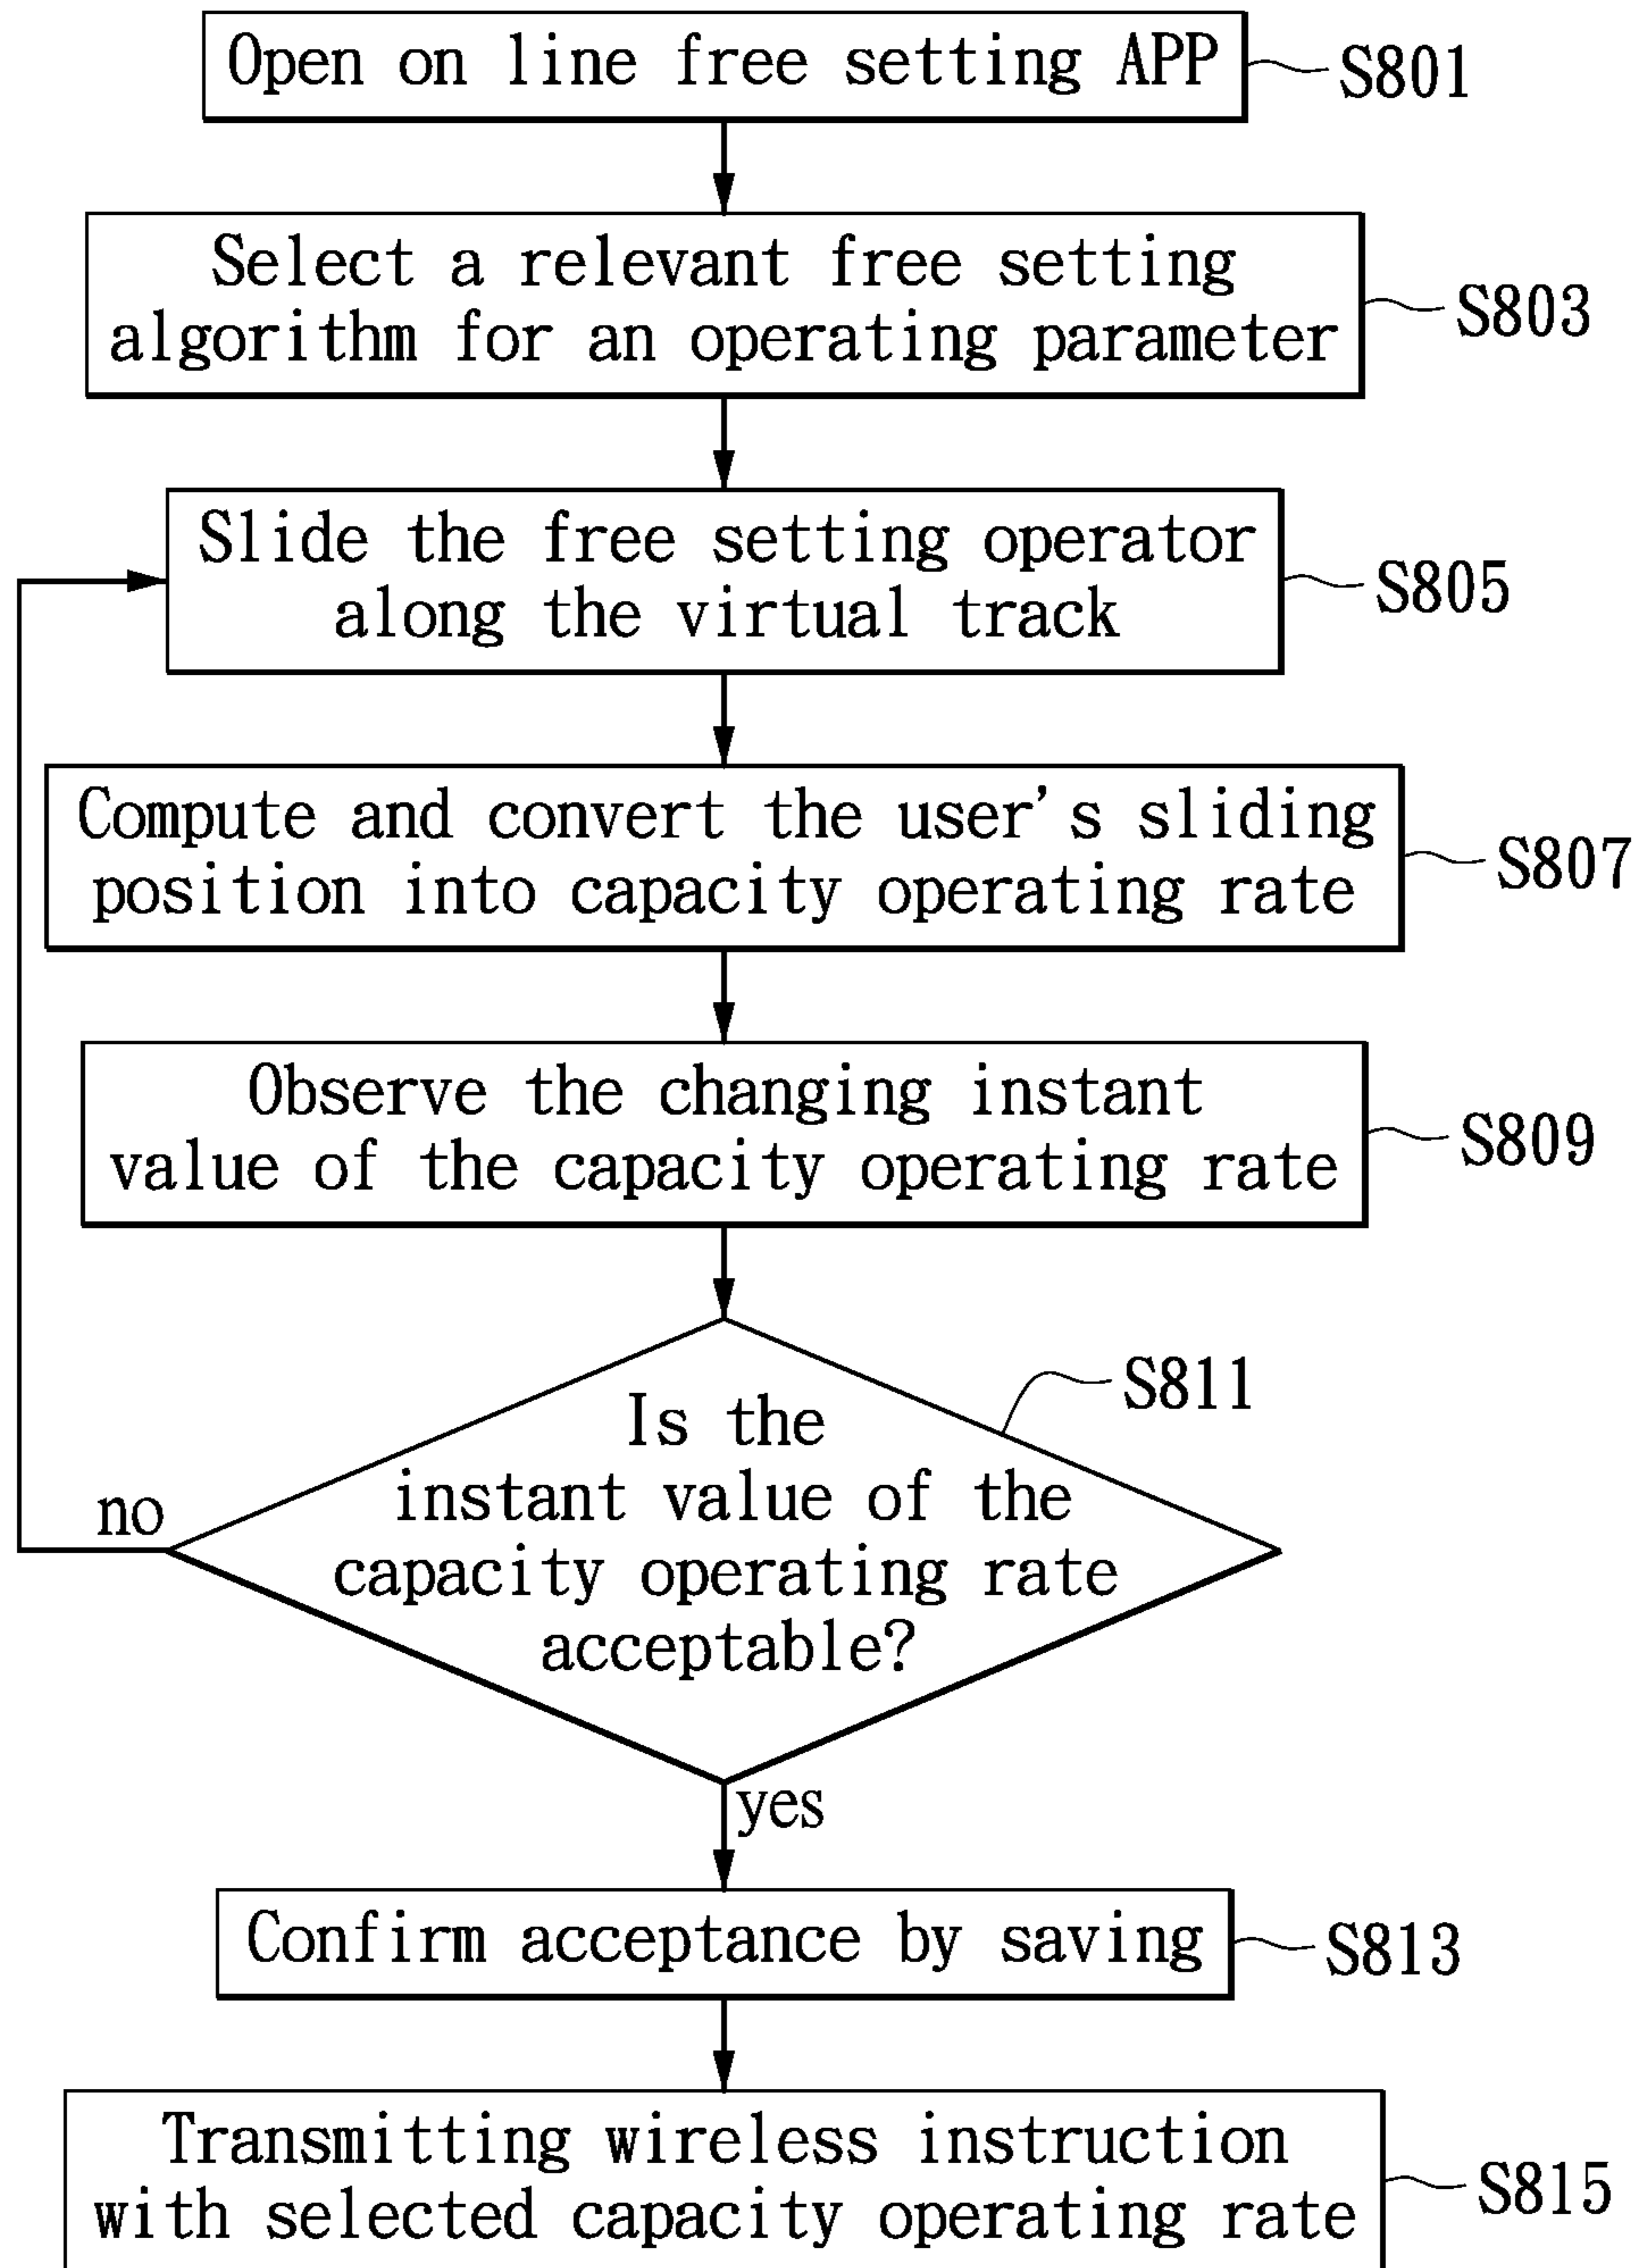 Open on line free setting APP
S801
Select a relevant free setting
algorithm for an operating parameter
S803
Slide the free setting operator
along the virtual track
S805
Compute and convert the user's sliding
position into capacity operating rate
S807
Observe the changing instant
value of the capacity operating rate
S809
Is the
instant value of the
capacity operating rate
acceptable?
S811
no
yes
Confirm acceptance by saving
S813
Transmitting wireless instruction
with selected capacity operating rate
S815